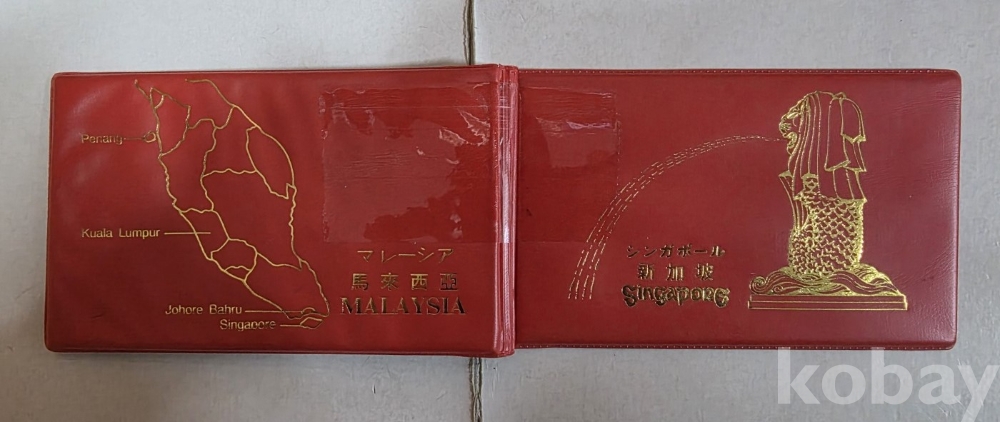 Penang
Kuala Lumpur
Johore Bahru
Singapore
マレーシア
馬來西亞
MALAYSIA
シンガポール
新加坡
SINGAPORE
kobay